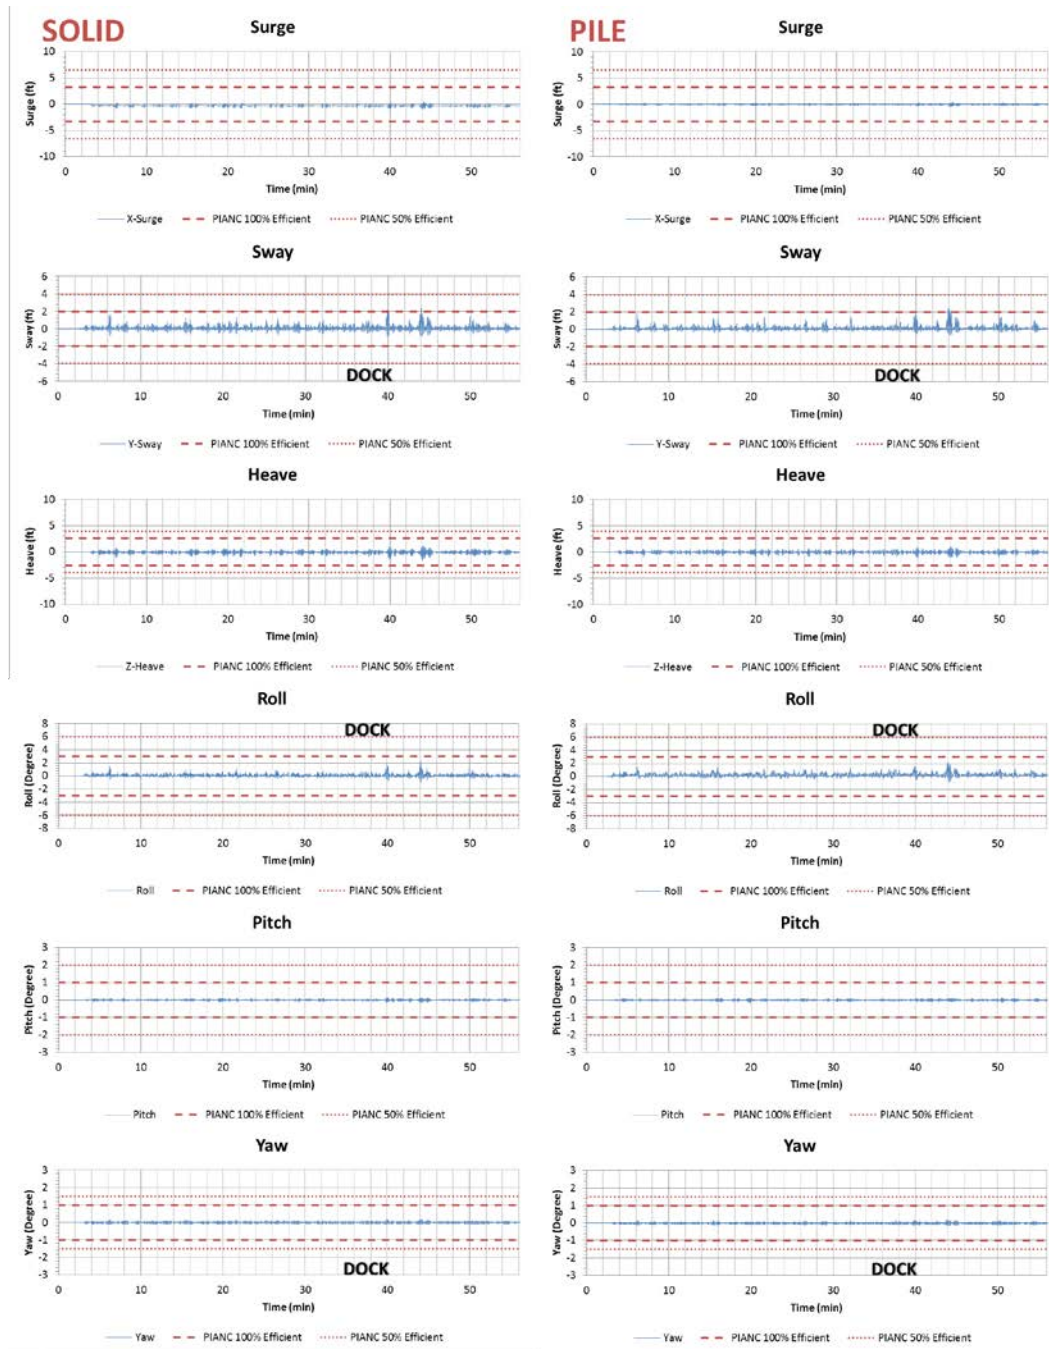 SOLID
Surge
10
5
0
-5
-10
Surge (ft)
0 10 20 30 40 50
Time (min)
X-Surge PIANC 100% Efficient PIANC 50% Efficient
PILE
Surge
10
5
0
-5
-10
Surge (ft)
0 10 20 30 40 50
Time (min)
X-Surge PIANC 100% Efficient PIANC 50% Efficient
Sway
6
4
2
0
-2
-4
-6
Sway (ft)
DOCK
0 10 20 30 40 50
Time (min)
Y-Sway PIANC 100% Efficient PIANC 50% Efficient
Sway
6
4
2
0
-2
-4
-6
Sway (ft)
DOCK
0 10 20 30 40 50
Time (min)
Y-Sway PIANC 100% Efficient PIANC 50% Efficient
Heave
10
5
0
-5
-10
Heave (ft)
0 10 20 30 40 50
Time (min)
Z-Heave PIANC 100% Efficient PIANC 50% Efficient
Heave
10
5
0
-5
-10
Heave (ft)
0 10 20 30 40 50
Time (min)
Z-Heave PIANC 100% Efficient PIANC 50% Efficient
Roll
DOCK
8
6
4
2
0
-2
-4
-6
-8
Roll (Degree)
0 10 20 30 40 50
Time (min)
Roll PIANC 100% Efficient PIANC 50% Efficient
Roll
DOCK
8
6
4
2
0
-2
-4
-6
-8
Roll (Degree)
0 10 20 30 40 50
Time (min)
Roll PIANC 100% Efficient PIANC 50% Efficient
Pitch
3
2
1
0
-1
-2
-3
Pitch (Degree)
0 10 20 30 40 50
Time (min)
Pitch PIANC 100% Efficient PIANC 50% Efficient
Pitch
3
2
1
0
-1
-2
-3
Pitch (Degree)
0 10 20 30 40 50
Time (min)
Pitch PIANC 100% Efficient PIANC 50% Efficient
Yaw
3
2
1
0
-1
-2
-3
Yaw (Degree)
DOCK
0 10 20 30 40 50
Time (min)
Yaw PIANC 100% Efficient PIANC 50% Efficient
Yaw
3
2
1
0
-1
-2
-3
Yaw (Degree)
DOCK
0 10 20 30 40 50
Time (min)
Yaw PIANC 100% Efficient PIANC 50% Efficient